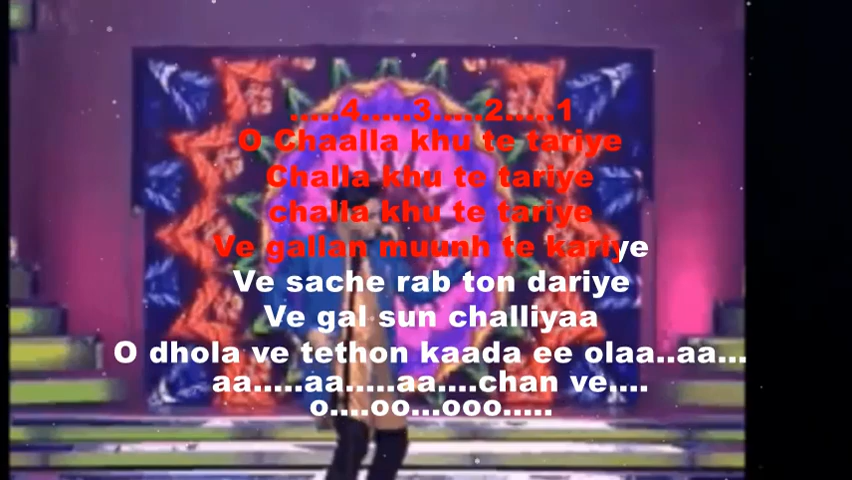 .....4.....3.....2.....1
O Chaalla khu te tariye
Challa khu te tariye
challa khu te tariye
Ve gallan muunh te kariye
Ve sache rab ton dariye
Ve gal sun challiyaa
O dhola ve tethon kaada ee olaa..aa...
aa.....aa.....aa....chan ve....
o....oo...ooo.....